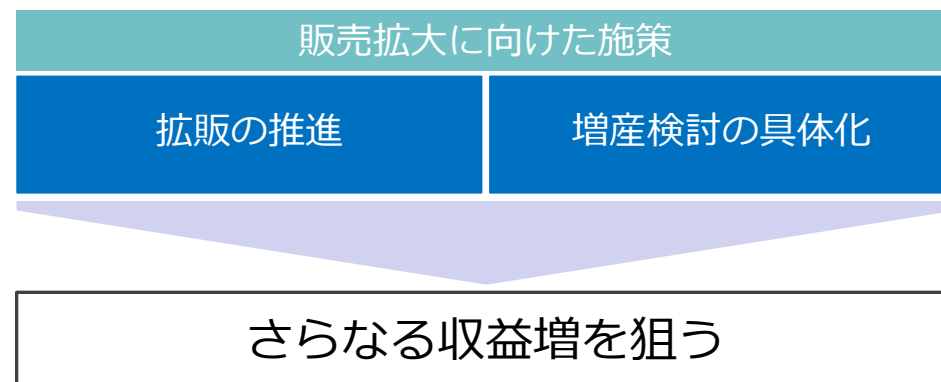 販売拡大に向けた施策
拡販の推進
増産検討の具体化
さらなる収益増を狙う